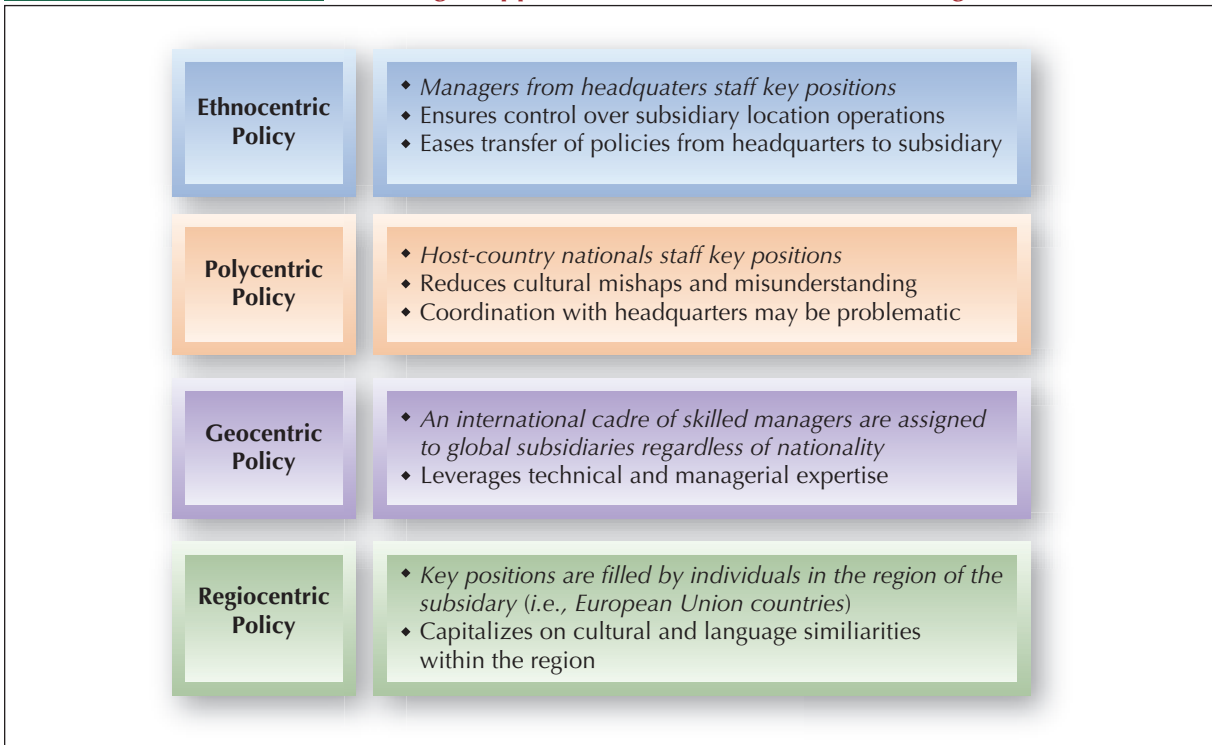 Ethnocentric
Policy
◆ Managers from headquaters staff key positions
◆ Ensures control over subsidiary location operations
◆ Eases transfer of policies from headquarters to subsidiary
Polycentric
Policy
◆ Host-country nationals staff key positions
◆ Reduces cultural mishaps and misunderstanding
◆ Coordination with headquarters may be problematic
Geocentric
Policy
◆ An international cadre of skilled managers are assigned
to global subsidiaries regardless of nationality
◆ Leverages technical and managerial expertise
Regiocentric
Policy
◆ Key positions are filled by individuals in the region of the
subsidary (i.e., European Union countries)
◆ Capitalizes on cultural and language similiarities
within the region